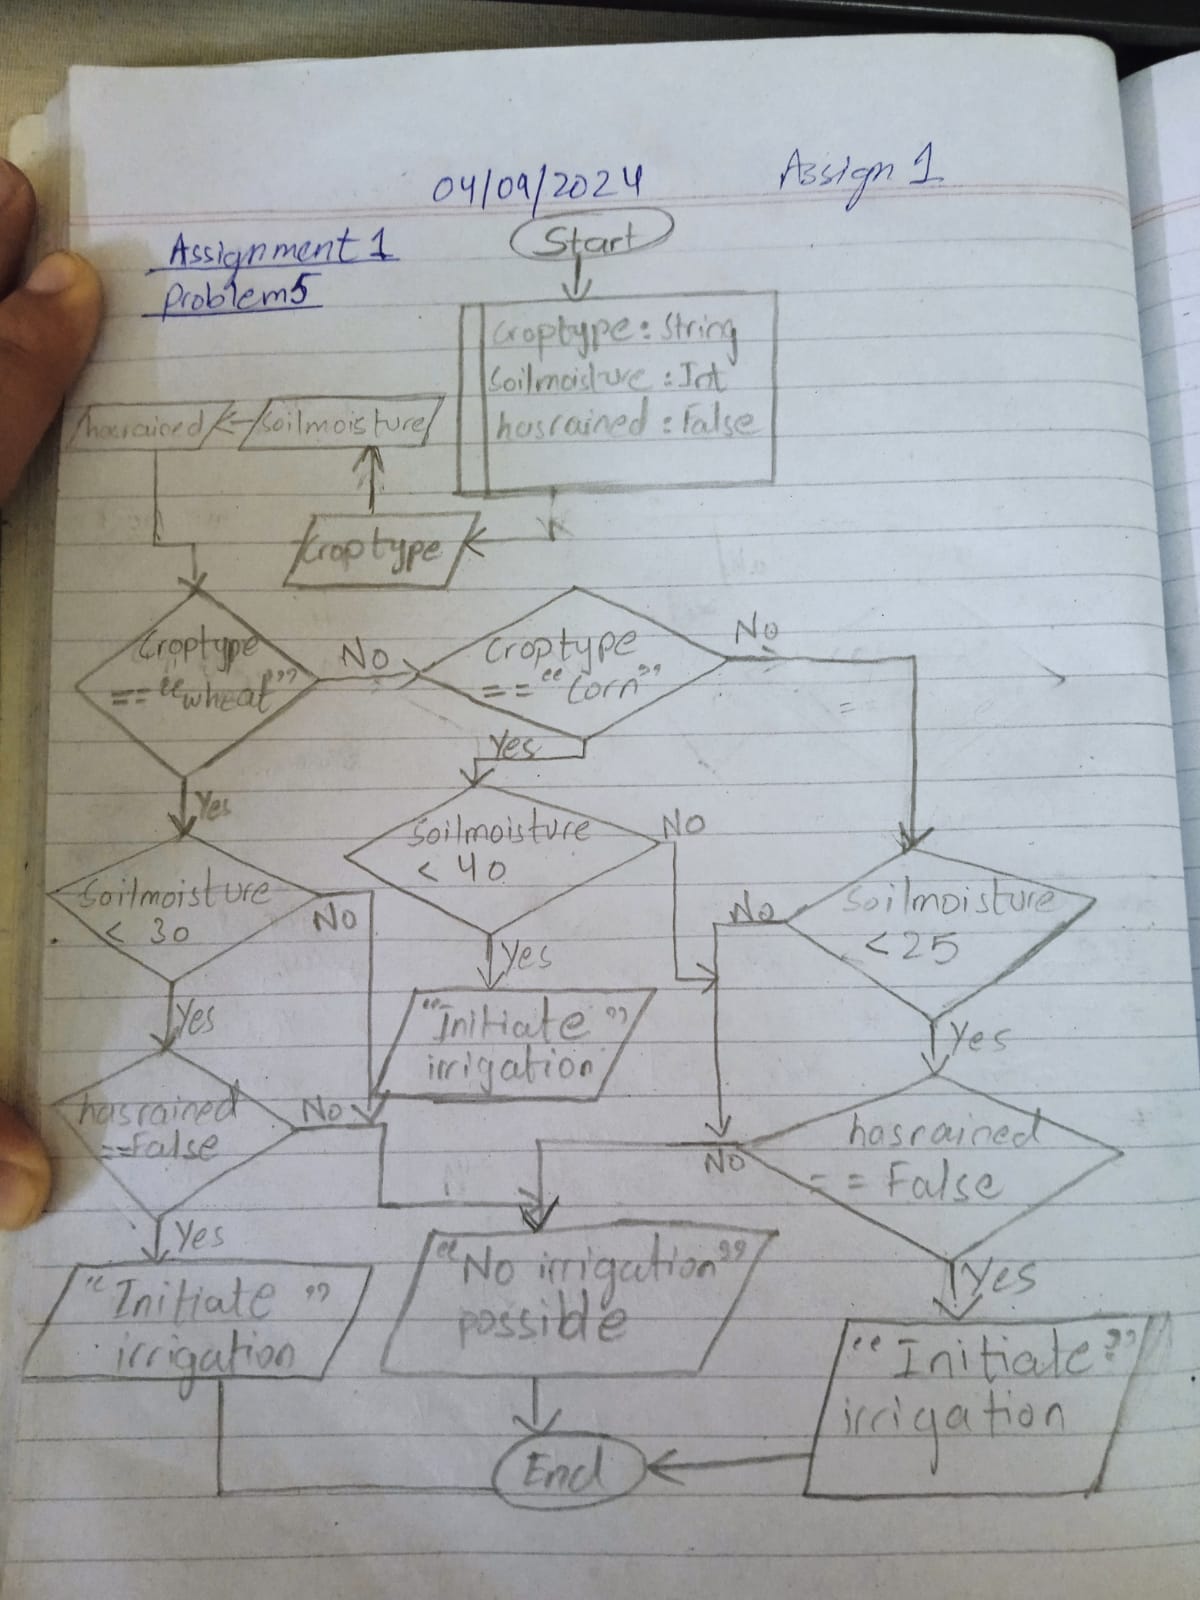 04/09/2024
Assign 1
Assignment 1
Problem5
Start
Croptype: String
Soilmoisture : Int
hasrained : False
hasrained
soilmoisture
Croptype
Croptype
== "wheat"
No
Croptype
== "Corn"
No
Yes
Yes
Soilmoisture
< 30
No
Soilmoisture
< 40
No
No
Soilmoisture
<25
Yes
Yes
Yes
"Initiate"
irrigation
hasrained
==False
No
No
hasrained
== False
Yes
Yes
"Initiate"
irrigation
"No irrigation"
possible
"Initiate"
irrigation
End